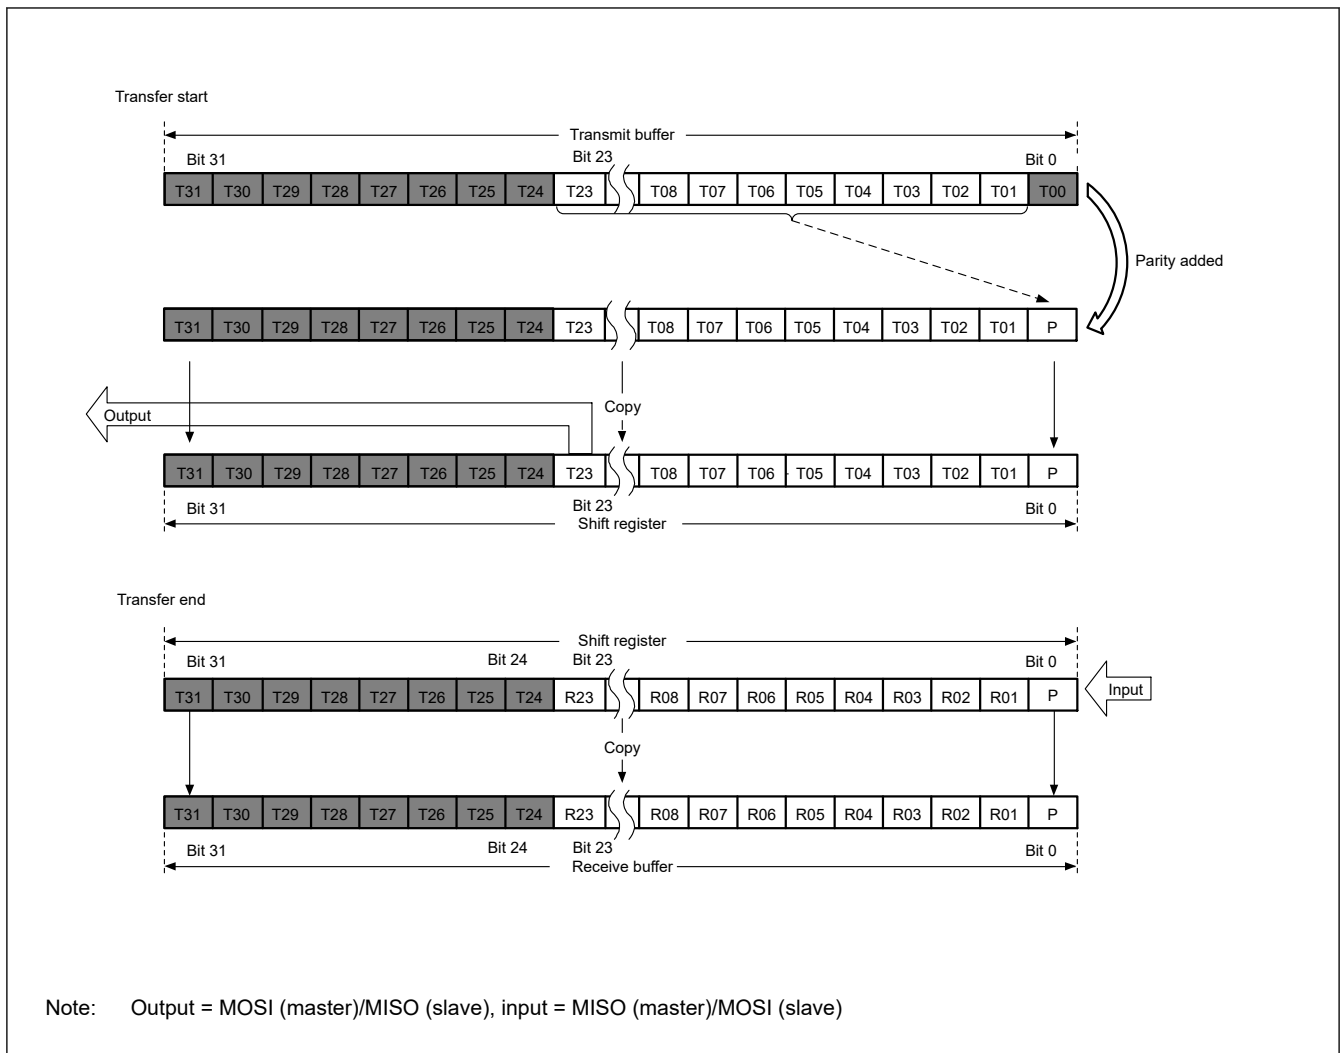 Transfer start
Transmit buffer
Bit 31 Bit 23 Bit 0
T31 T30 T29 T28 T27 T26 T25 T24 T23 T08 T07 T06 T05 T04 T03 T02 T01 T00
Parity added
T31 T30 T29 T28 T27 T26 T25 T24 T23 T08 T07 T06 T05 T04 T03 T02 T01 P
Copy
Output
T31 T30 T29 T28 T27 T26 T25 T24 T23 T08 T07 T06 T05 T04 T03 T02 T01 P
Bit 31 Bit 23 Bit 0
Shift register
Transfer end
Shift register
Bit 31 Bit 24 Bit 23 Bit 0
T31 T30 T29 T28 T27 T26 T25 T24 R23 R08 R07 R06 R05 R04 R03 R02 R01 P Input
Copy
T31 T30 T29 T28 T27 T26 T25 T24 R23 R08 R07 R06 R05 R04 R03 R02 R01 P
Bit 31 Bit 24 Bit 23 Bit 0
Receive buffer
Note: Output = MOSI (master)/MISO (slave), input = MISO (master)/MOSI (slave)